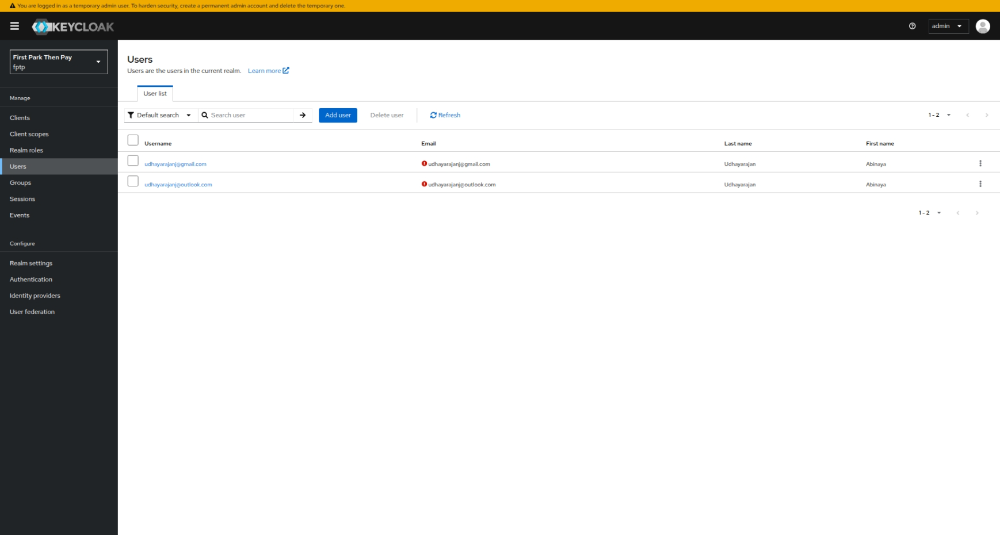 You are logged in as a temporary admin user. To harden security, create a permanent admin account and delete the temporary one.
KEYCLOAK
admin
First Park Then Pay
fptp
Manage
Clients
Client scopes
Realm roles
Users
Groups
Sessions
Events
Configure
Realm settings
Authentication
Identity providers
User federation
Users
Users are the users in the current realm. Learn more
User list
Default search Search user Add user Delete user Refresh 1 - 2
Username Email Last name First name
udhayarajanj@gmail.com udhayarajanj@gmail.com Udhayarajan Abinaya
udhayarajanj@outlook.com udhayarajanj@outlook.com Udhayarajan Abinaya
1 - 2